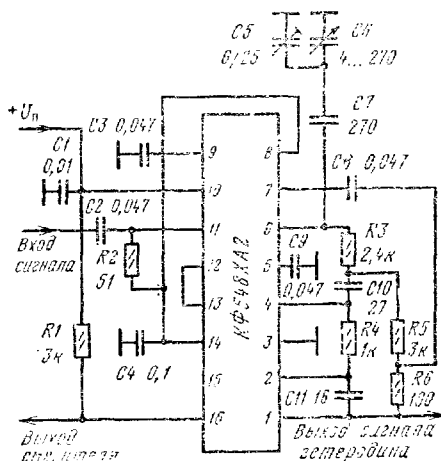 C5
6/25
C6
4... 270
+Uп
C1
0,01
C3 0,047
C7
270
C8 0,047
9
10
11
12
13
14
15
16
8
7
6
5
4
3
2
1
КФ548ХА2
C2 0,047
Вход
сигнала
R2
51
C9
0,047
R3
2,4к
C10
27
R1
3к
C4 0,1
R4
1к
R5
3к
C11 16
R6
100
Выход
Выход сигнала
гетеродина